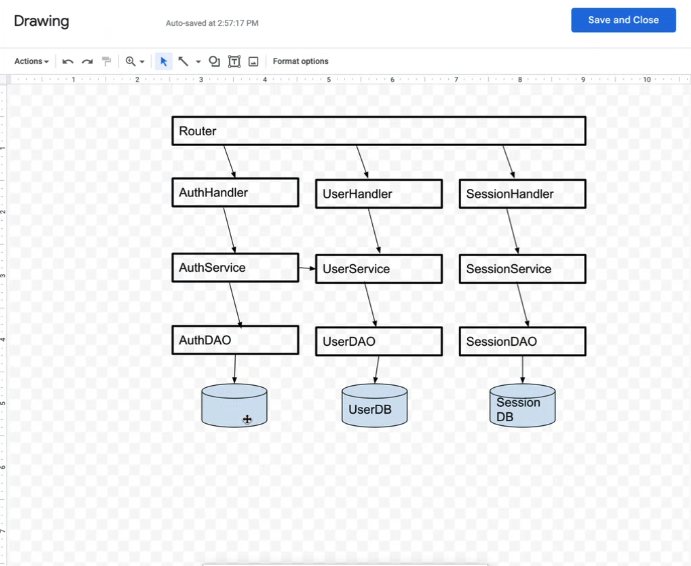 Drawing
Auto-saved at 2:57:17 PM
Save and Close
Actions
Format options
1 2 3 4 5 6 7 8 9 10
Router
AuthHandler
UserHandler
SessionHandler
AuthService
UserService
SessionService
AuthDAO
UserDAO
SessionDAO
UserDB
Session
DB
1
2
3
4
5
6
7